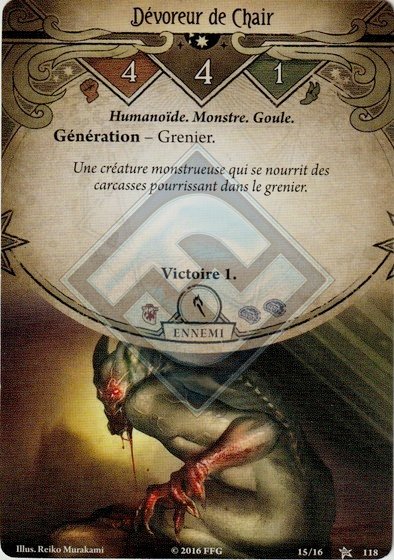 Dévoreur de Chair
4 4 1
Humanoïde. Monstre. Goule.
Génération – Grenier.
Une créature monstrueuse qui se nourrit des
carcasses pourrissant dans le grenier.
Victoire 1.
ENNEMI
Illus. Reiko Murakami © 2016 FFG 15/16 118